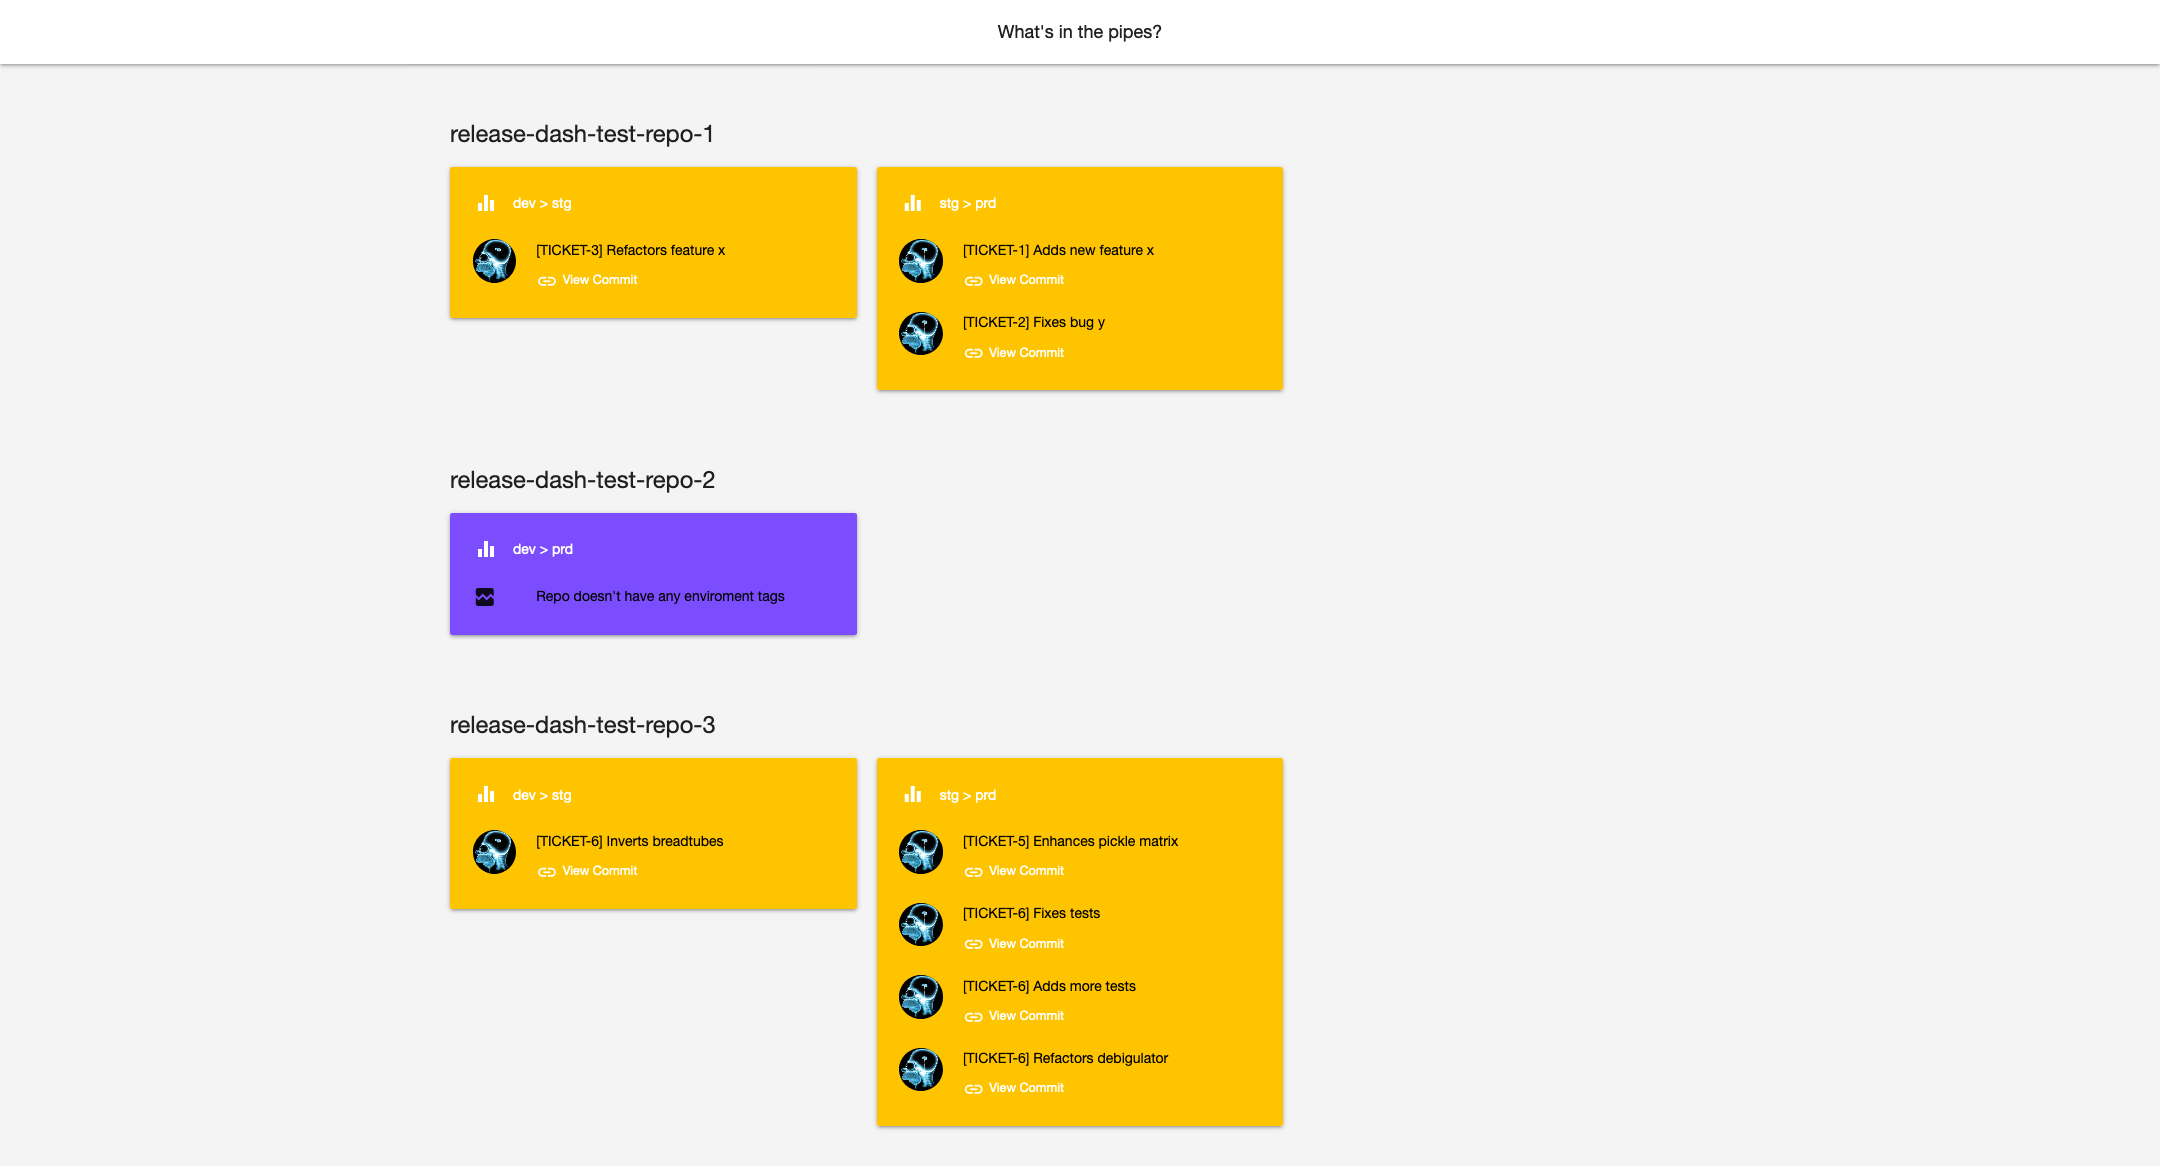 What's in the pipes?
release-dash-test-repo-1
dev > stg
[TICKET-3] Refactors feature x
View Commit
stg > prd
[TICKET-1] Adds new feature x
View Commit
[TICKET-2] Fixes bug y
View Commit
release-dash-test-repo-2
dev > prd
Repo doesn't have any enviroment tags
release-dash-test-repo-3
dev > stg
[TICKET-6] Inverts breadtubes
View Commit
stg > prd
[TICKET-5] Enhances pickle matrix
View Commit
[TICKET-6] Fixes tests
View Commit
[TICKET-6] Adds more tests
View Commit
[TICKET-6] Refactors debigulator
View Commit